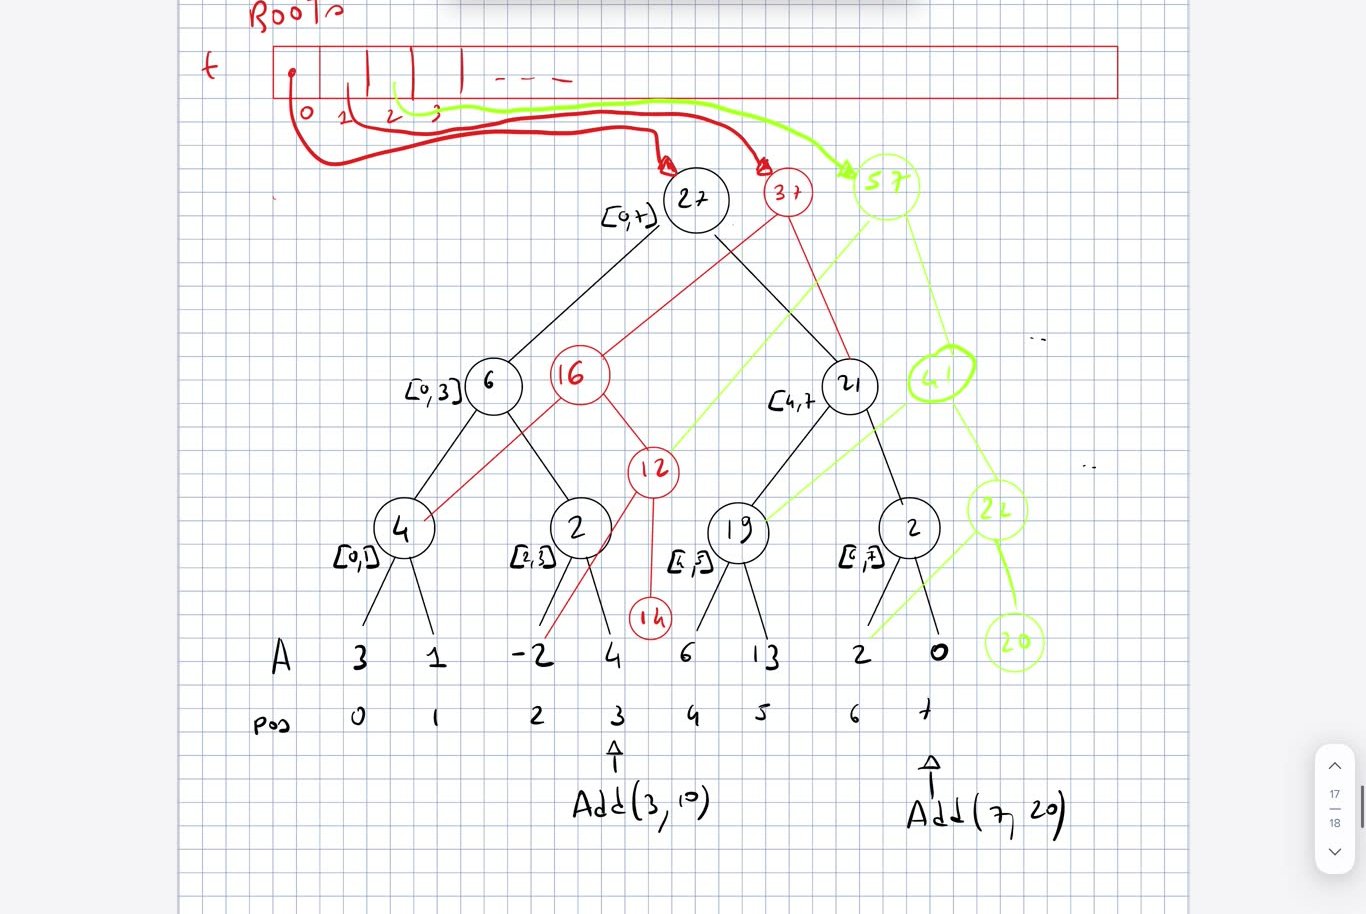 Roots
t
- - -
0 1 2 3
27 37 57
[0,7]
6 16 21 41
[0,3] [4,7
12
4 2 19 2 22
[0,1] [2,3] [4,5] [6,7]
14 20
A 3 1 -2 4 6 13 2 0
pos 0 1 2 3 4 5 6 7
Add(3,10) Add(7,20)
17
18